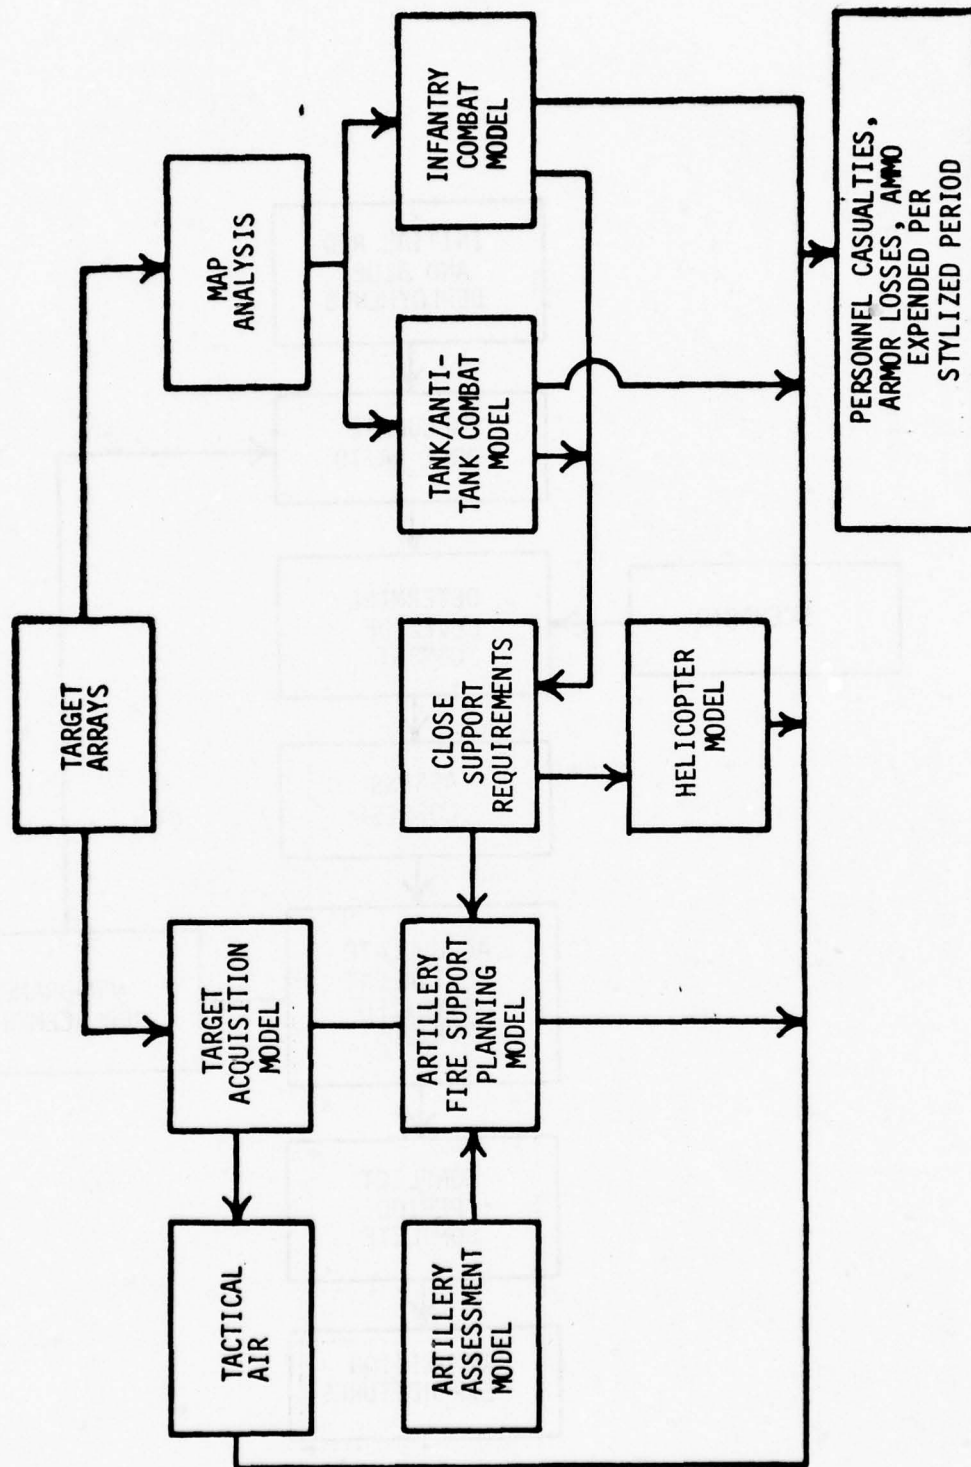 TARGET
ARRAYS
TACTICAL
AIR
TARGET
ACQUISITION
MODEL
MAP
ANALYSIS
ARTILLERY
ASSESSMENT
MODEL
ARTILLERY
FIRE SUPPORT
PLANNING
MODEL
CLOSE
SUPPORT
REQUIREMENTS
TANK/ANTI-
TANK COMBAT
MODEL
INFANTRY
COMBAT
MODEL
HELICOPTER
MODEL
PERSONNEL CASUALTIES,
ARMOR LOSSES, AMMO
EXPENDED PER
STYLIZED PERIOD